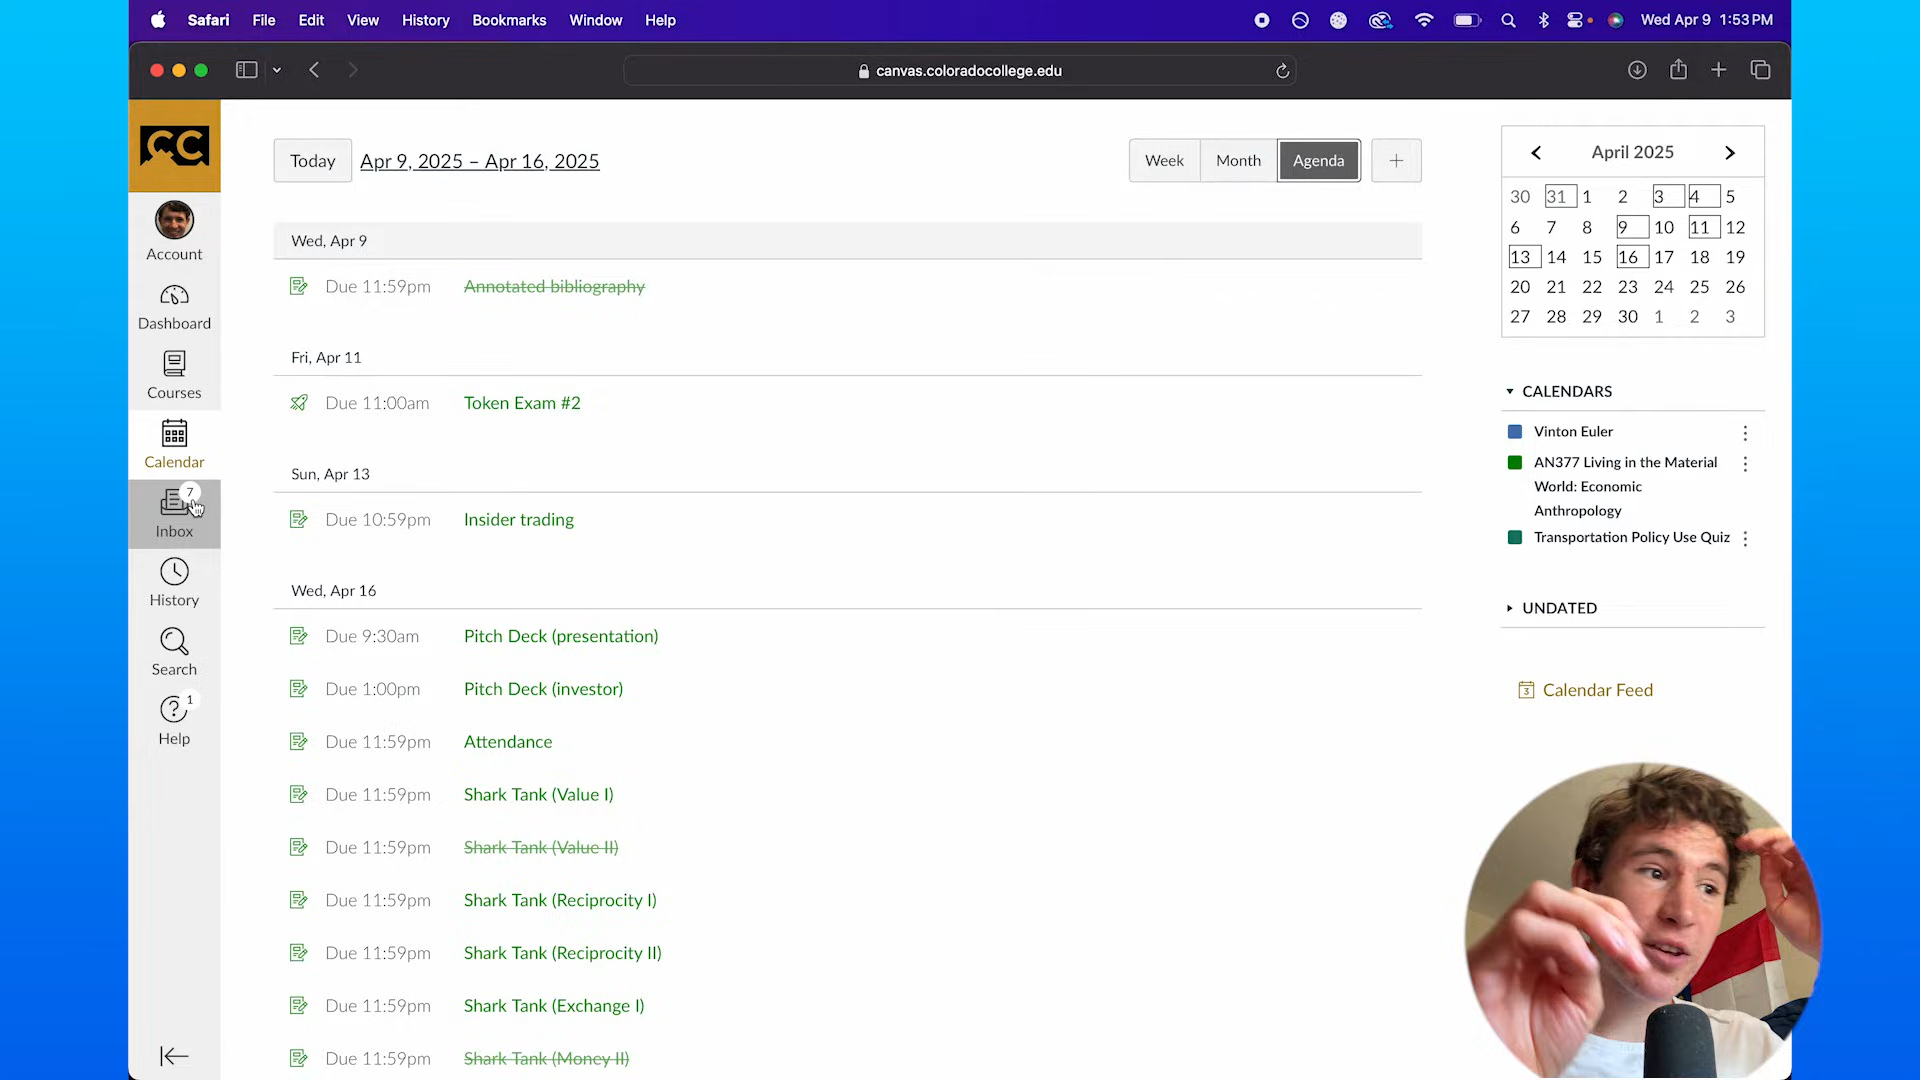 Safari File Edit View History Bookmarks Window Help Wed Apr 9 1:53 PM
canvas.coloradocollege.edu
CC
Account
Dashboard
Courses
Calendar
7
Inbox
History
Search
1
Help
Today Apr 9, 2025 – Apr 16, 2025 Week Month Agenda +
Wed, Apr 9
Due 11:59pm Annotated bibliography
Fri, Apr 11
Due 11:00am Token Exam #2
Sun, Apr 13
Due 10:59pm Insider trading
Wed, Apr 16
Due 9:30am Pitch Deck (presentation)
Due 1:00pm Pitch Deck (investor)
Due 11:59pm Attendance
Due 11:59pm Shark Tank (Value I)
Due 11:59pm Shark Tank (Value II)
Due 11:59pm Shark Tank (Reciprocity I)
Due 11:59pm Shark Tank (Reciprocity II)
Due 11:59pm Shark Tank (Exchange I)
Due 11:59pm Shark Tank (Money II)
April 2025
30 31 1 2 3 4 5
6 7 8 9 10 11 12
13 14 15 16 17 18 19
20 21 22 23 24 25 26
27 28 29 30 1 2 3
CALENDARS
Vinton Euler
AN377 Living in the Material
World: Economic
Anthropology
Transportation Policy Use Quiz
UNDATED
3 Calendar Feed